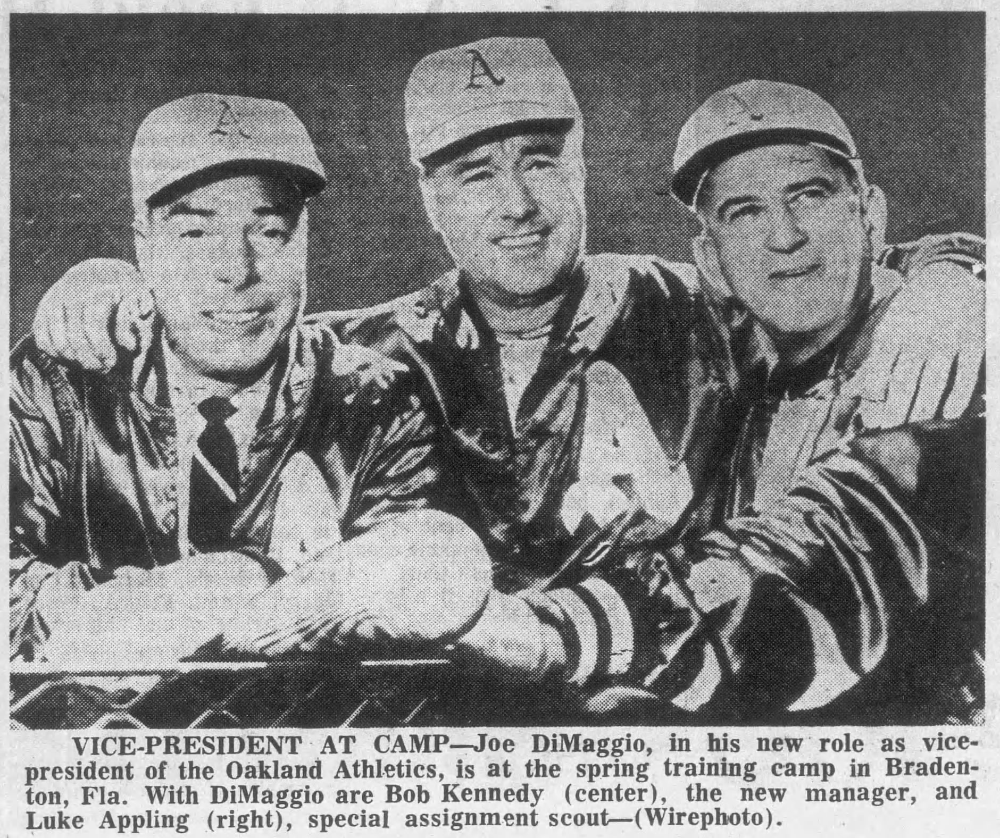 A
A
A
VICE-PRESIDENT AT CAMP—Joe DiMaggio, in his new role as vice-
president of the Oakland Athletics, is at the spring training camp in Braden-
ton, Fla. With DiMaggio are Bob Kennedy (center), the new manager, and
Luke Appling (right), special assignment scout—(Wirephoto).